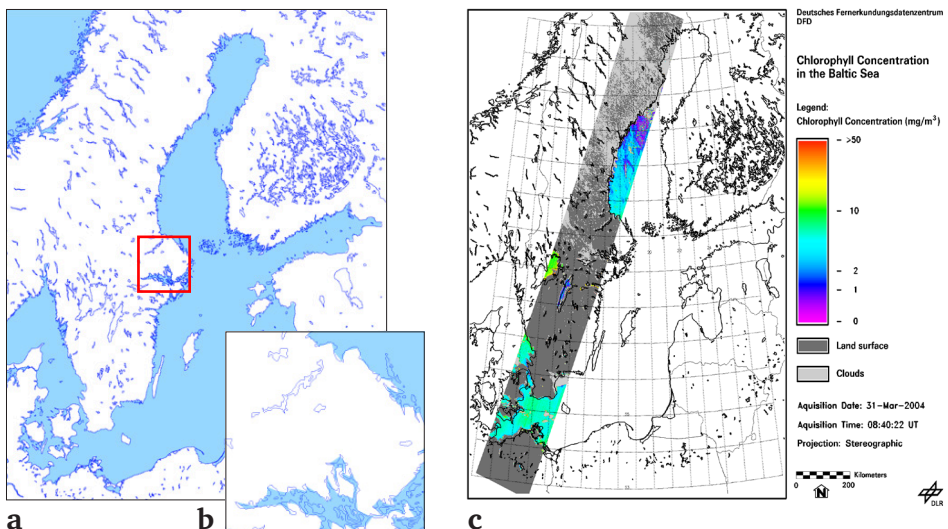 a
b
c
Deutsches Fernerkundungsdatenzentrum
DFD
Chlorophyll Concentration
in the Baltic Sea
Legend:
Chlorophyll Concentration (mg/m³)
>50
10
2
1
0
Land surface
Clouds
Aquisition Date: 31-Mar-2004
Aquisition Time: 08:40:22 UT
Projection: Stereographic
Kilometers
0 200
N
DLR